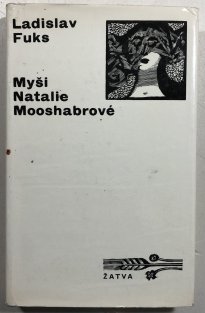 Ladislav
Fuks
Myši
Natalie
Mooshabrové
ŽATVA